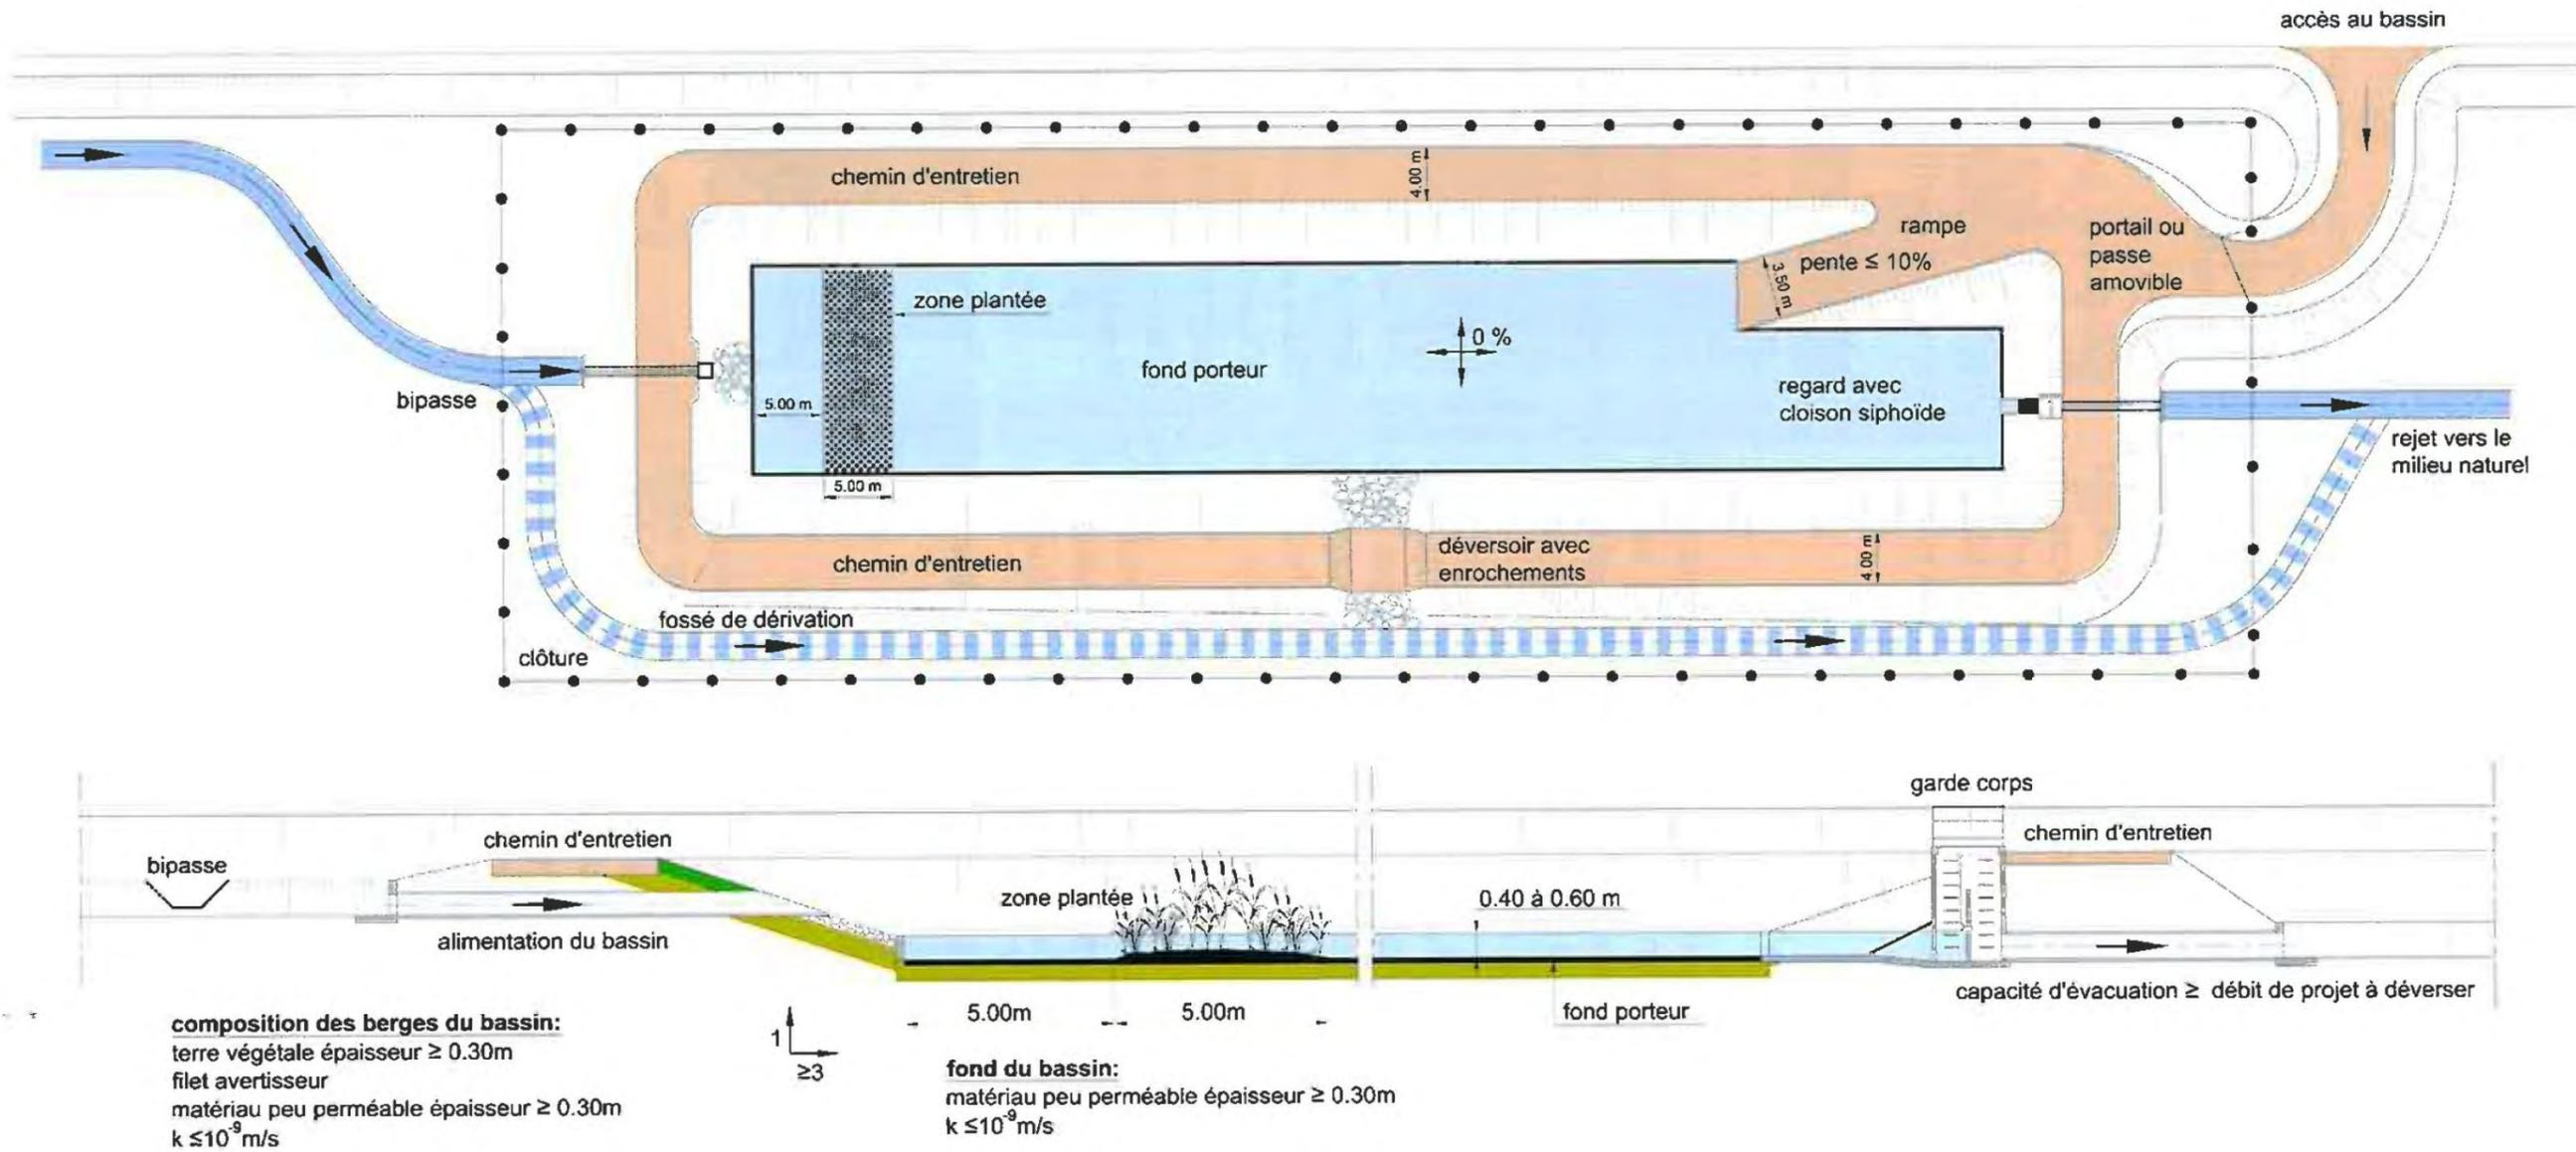 accès au bassin
chemin d'entretien
4.00 m
rampe
pente ≤ 10%
3.50 m
portail ou
passe
amovible
zone plantée
0 %
fond porteur
bipasse
5.00 m
regard avec
cloison siphoïde
rejet vers le
milieu naturel
5.00 m
chemin d'entretien
déversoir avec
enrochements
4.00 m
fossé de dérivation
clôture
garde corps
chemin d'entretien
chemin d'entretien
bipasse
zone plantée
0.40 à 0.60 m
alimentation du bassin
capacité d'évacuation ≥ débit de projet à déverser
5.00m
5.00m
fond porteur
composition des berges du bassin:
terre végétale épaisseur ≥ 0.30m
filet avertisseur
matériau peu perméable épaisseur ≥ 0.30m
k ≤10⁻⁹m/s
1
≥3
fond du bassin:
matériau peu perméable épaisseur ≥ 0.30m
k ≤10⁻⁹m/s